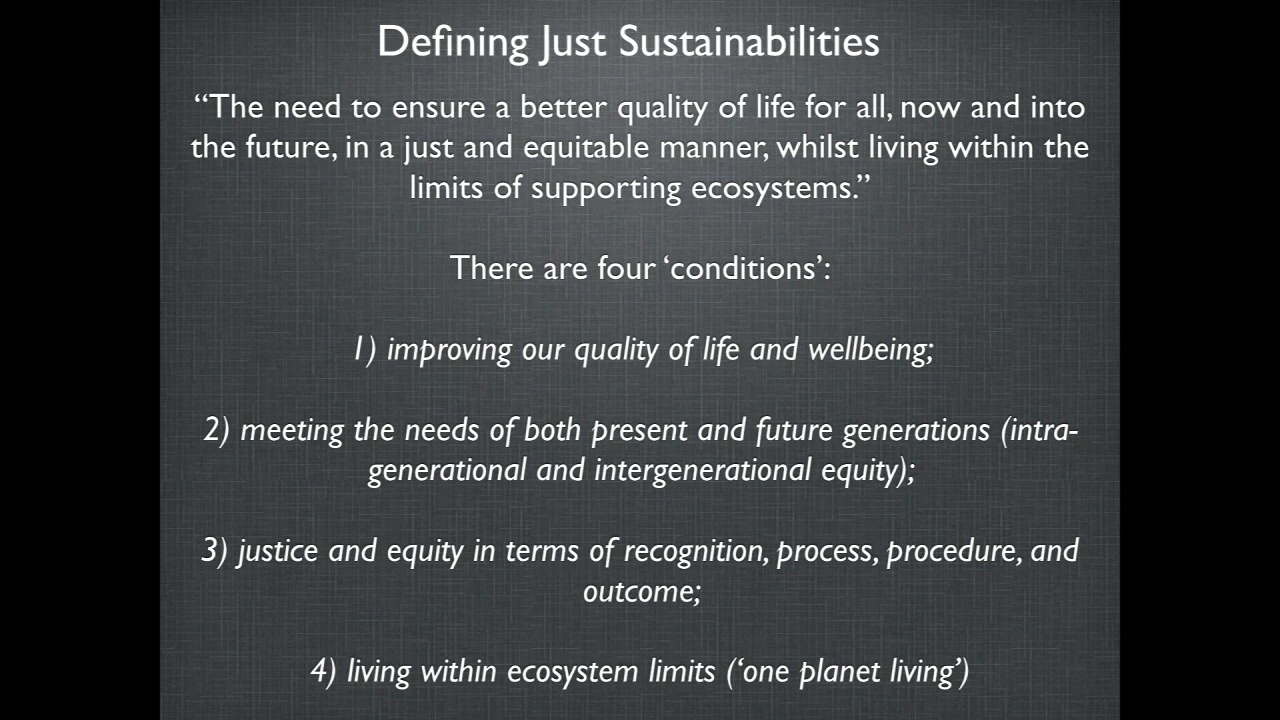 Defining Just Sustainabilities
“The need to ensure a better quality of life for all, now and into
the future, in a just and equitable manner, whilst living within the
limits of supporting ecosystems.”
There are four ‘conditions’:
1) improving our quality of life and wellbeing;
2) meeting the needs of both present and future generations (intra-
generational and intergenerational equity);
3) justice and equity in terms of recognition, process, procedure, and
outcome;
4) living within ecosystem limits (‘one planet living’)